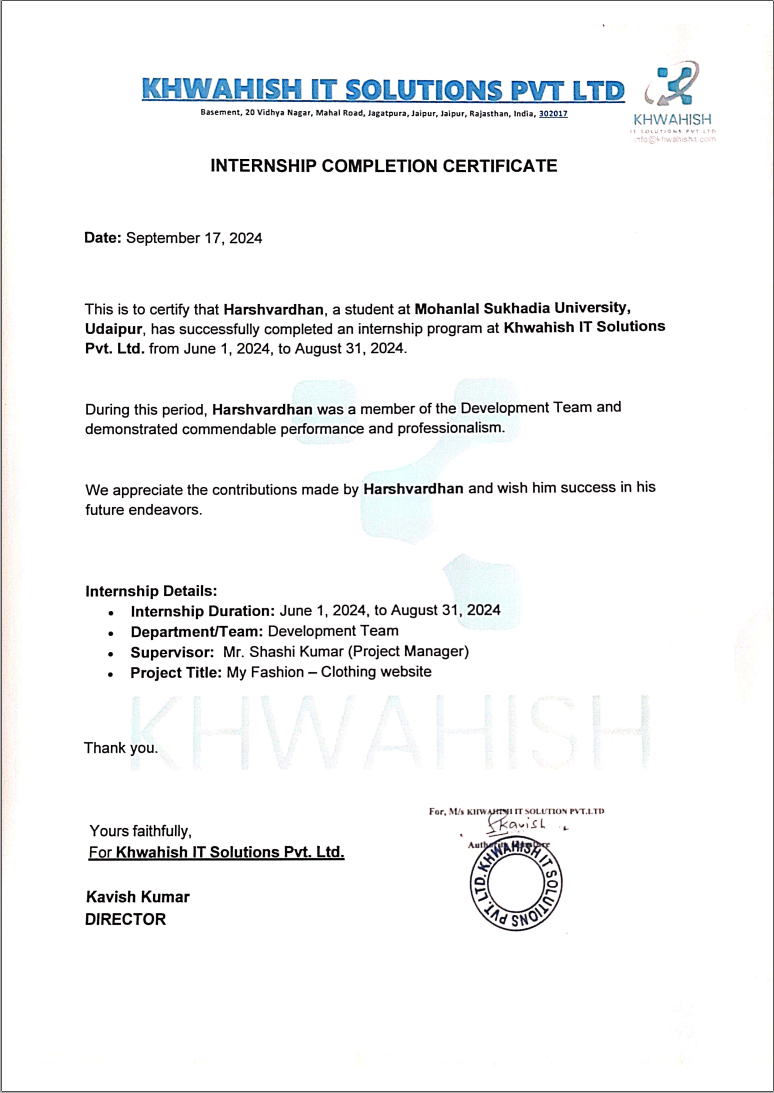 KHWAHISH IT SOLUTIONS PVT LTD
Basement, 20 Vidhya Nagar, Mahal Road, Jagatpura, Jaipur, Jaipur, Rajasthan, India, 302017
KHWAHISH
IT SOLUTIONS PVT LTD
info@khwahishit.com
INTERNSHIP COMPLETION CERTIFICATE
Date: September 17, 2024
This is to certify that Harshvardhan, a student at Mohanlal Sukhadia University,
Udaipur, has successfully completed an internship program at Khwahish IT Solutions
Pvt. Ltd. from June 1, 2024, to August 31, 2024.
During this period, Harshvardhan was a member of the Development Team and
demonstrated commendable performance and professionalism.
We appreciate the contributions made by Harshvardhan and wish him success in his
future endeavors.
Internship Details:
• Internship Duration: June 1, 2024, to August 31, 2024
• Department/Team: Development Team
• Supervisor: Mr. Shashi Kumar (Project Manager)
• Project Title: My Fashion – Clothing website
KHWAHISH
Thank you.
For, M/s KHWAHISH IT SOLUTION PVT.LTD
Kavish
Yours faithfully,
For Khwahish IT Solutions Pvt. Ltd.
KHWAHISH IT SOLUTIONS PVT. LTD.
Kavish Kumar
DIRECTOR